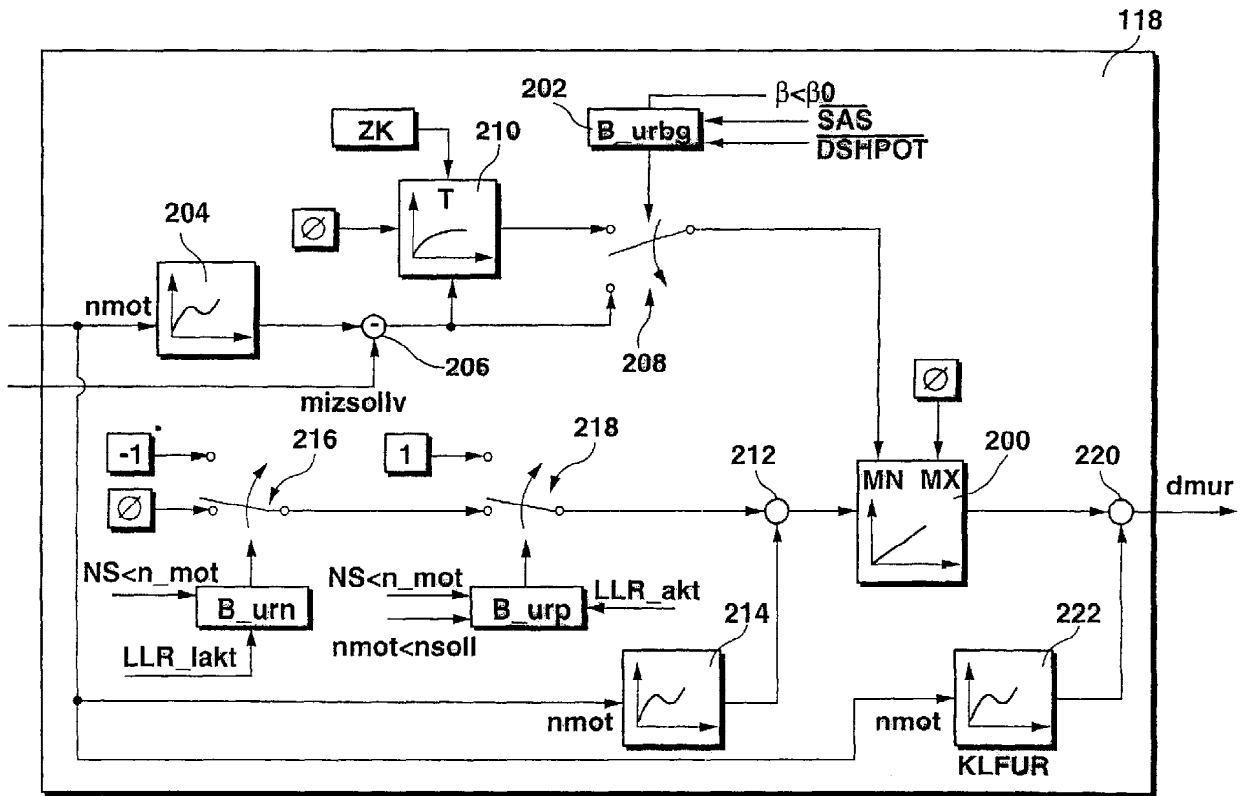 118
202
β<β0
ZK
210
B_urbg
SAS
DSHPOT
T
204
∅
nmot
206
208
mizsollv
∅
-1
216
1
218
212
MN MX
200
220
dmur
∅
NS<n_mot
NS<n_mot
LLR_akt
B_urn
B_urp
214
222
nmot<nsoll
LLR_lakt
nmot
nmot
KLFUR